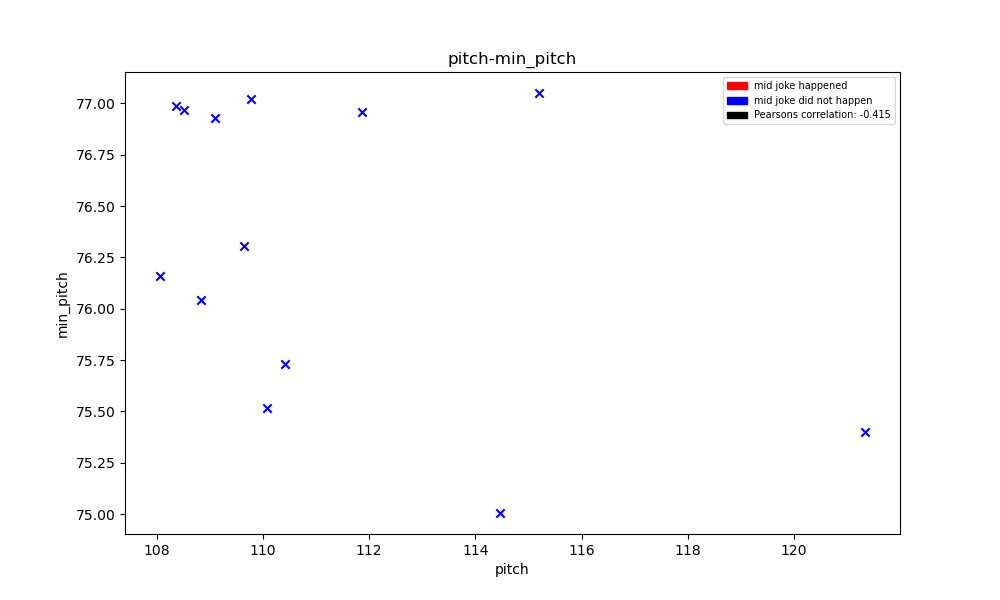 pitch-min_pitch
mid joke happened
mid joke did not happen
Pearsons correlation: -0.415
77.00
76.75
76.50
76.25
76.00
75.75
75.50
75.25
75.00
min_pitch
108
110
112
114
116
118
120
pitch